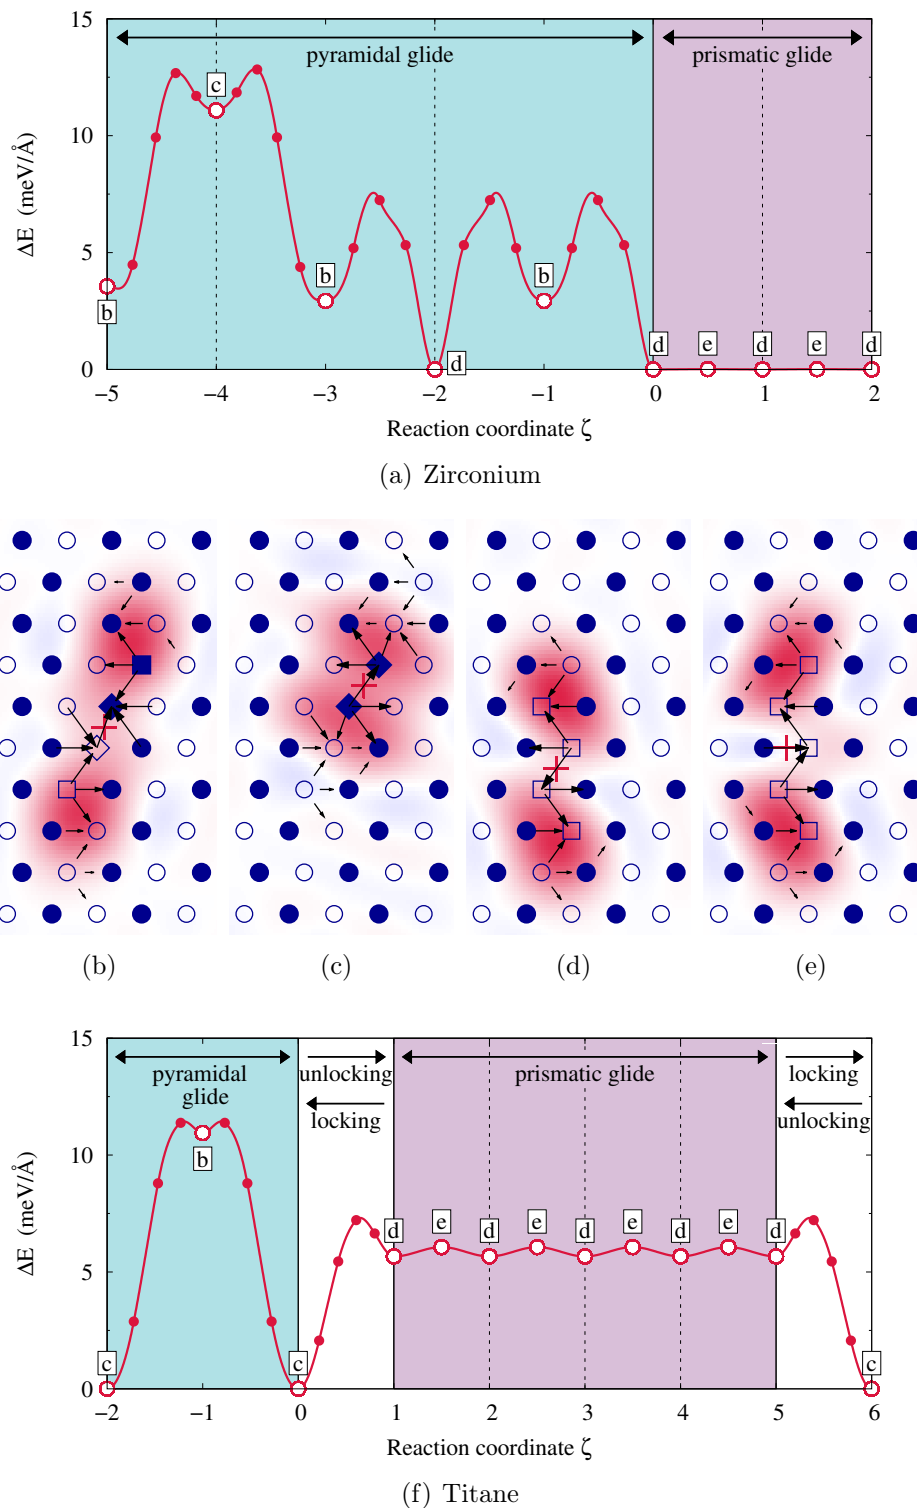 15
pyramidal glide
prismatic glide
c
10
ΔE (meV/Å)
5
b
b
b
d
d
e
d
e
d
0
−5
−4
−3
−2
−1
0
1
2
Reaction coordinate ζ
(a) Zirconium
(b)
(c)
(d)
(e)
15
pyramidal
glide
unlocking
locking
prismatic glide
locking
unlocking
10
ΔE (meV/Å)
b
5
d
e
d
e
d
e
d
e
d
c
c
c
0
−2
−1
0
1
2
3
4
5
6
Reaction coordinate ζ
(f) Titane